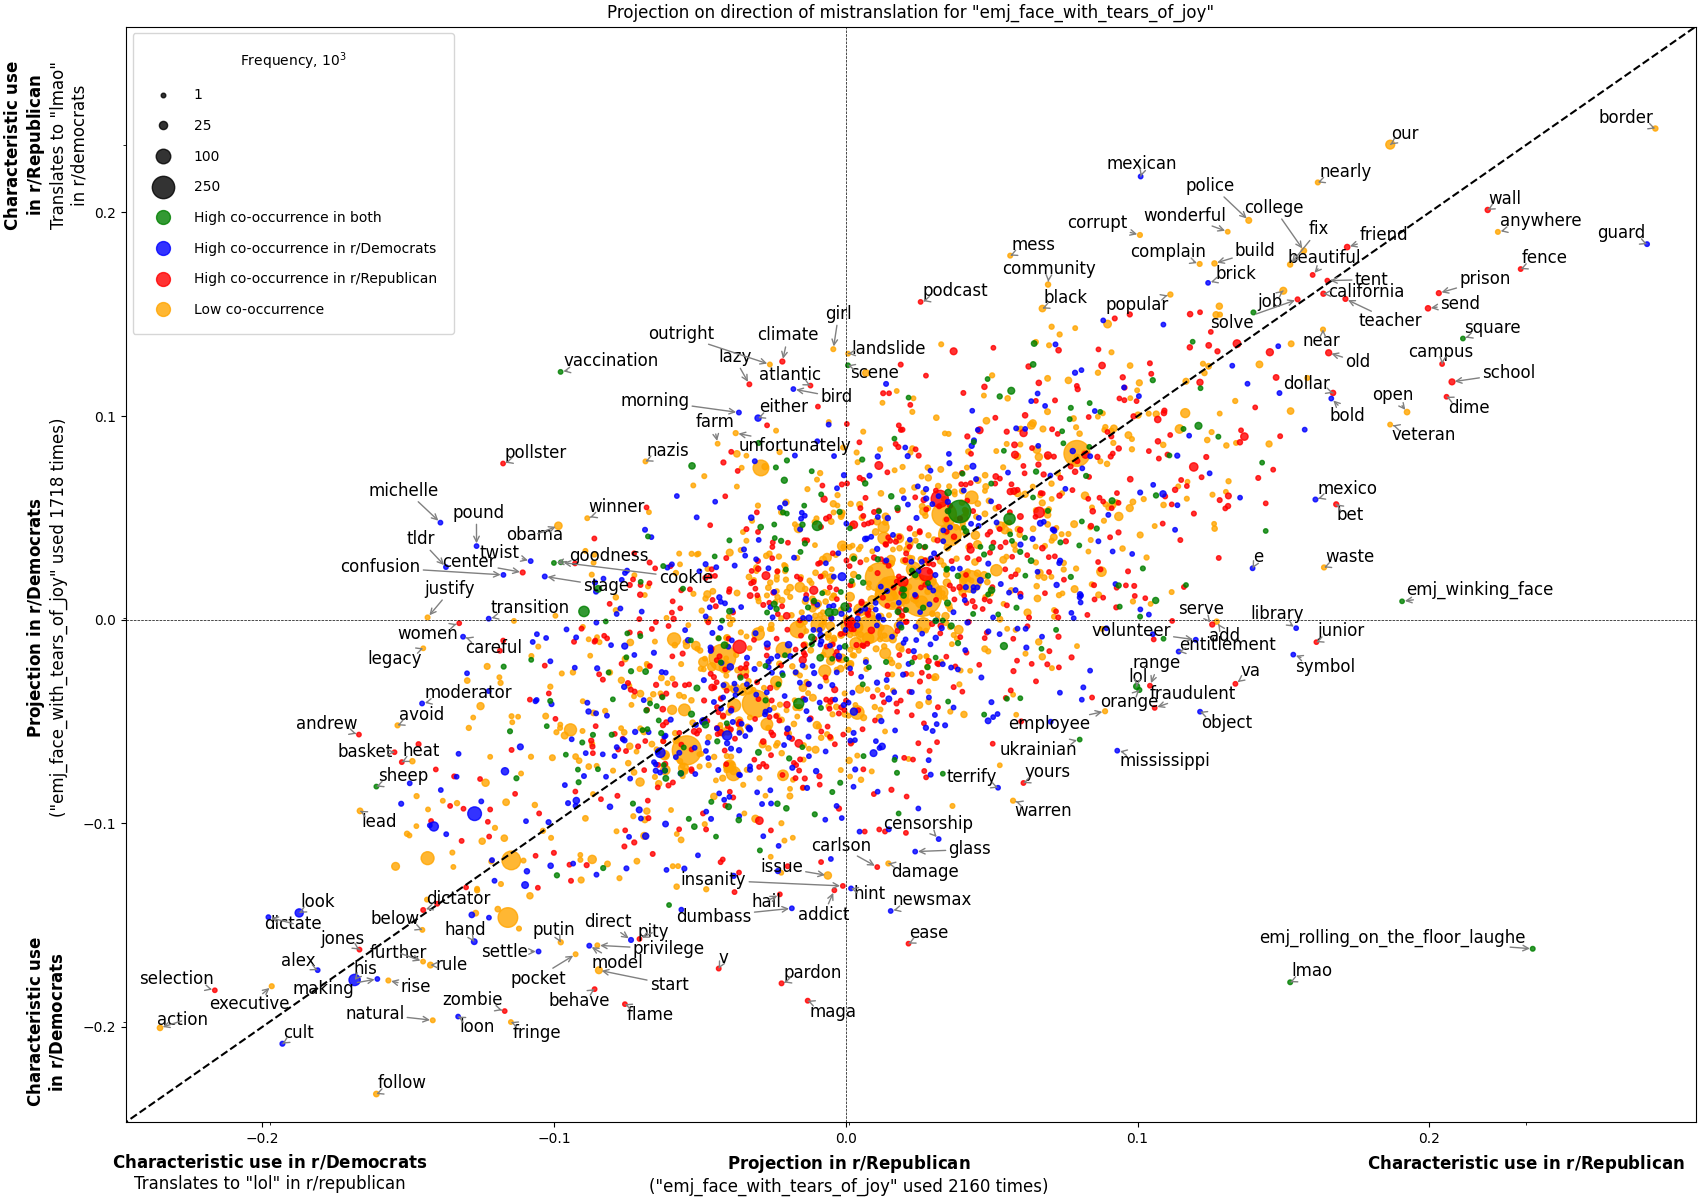 Projection on direction of mistranslation for "emj_face_with_tears_of_joy"
Characteristic use
in r/Republican
Translates to "lmao"
in r/democrats
Projection in r/Democrats
("emj_face_with_tears_of_joy" used 1718 times)
Characteristic use
in r/Democrats
Frequency, 10³
1
25
100
250
High co-occurrence in both
High co-occurrence in r/Democrats
High co-occurrence in r/Republican
Low co-occurrence
0.2
0.1
0.0
−0.1
−0.2
border
our
mexican
nearly
police
wall
college
wonderful
anywhere
corrupt
fix
guard
friend
mess
complain
build
beautiful
fence
community
brick
tent
prison
podcast
black
popular
job
california
send
girl
solve
teacher
square
outright
climate
landslide
near
campus
vaccination
lazy
atlantic
scene
old
school
morning
bird
dollar
open
dime
either
bold
farm
veteran
nazis
unfortunately
pollster
michelle
mexico
winner
bet
pound
obama
tldr
twist
goodness
e
waste
confusion
center
cookie
stage
justify
emj_winking_face
transition
serve
library
women
volunteer
add
junior
careful
entitlement
legacy
range
symbol
lol
va
moderator
fraudulent
avoid
orange
andrew
employee
object
basket
heat
ukrainian
mississippi
sheep
terrify
yours
lead
warren
censorship
carlson
glass
issue
damage
insanity
hint
dictator
look
hail
newsmax
dictate
below
dumbass
addict
hand
direct
jones
putin
pity
ease
emj_rolling_on_the_floor_laughe
further
settle
privilege
alex
his
rule
model
v
lmao
selection
making
rise
pocket
start
pardon
executive
zombie
behave
action
natural
flame
maga
cult
loon
fringe
follow
−0.2
−0.1
0.0
0.1
0.2
Characteristic use in r/Democrats
Translates to "lol" in r/republican
Projection in r/Republican
("emj_face_with_tears_of_joy" used 2160 times)
Characteristic use in r/Republican